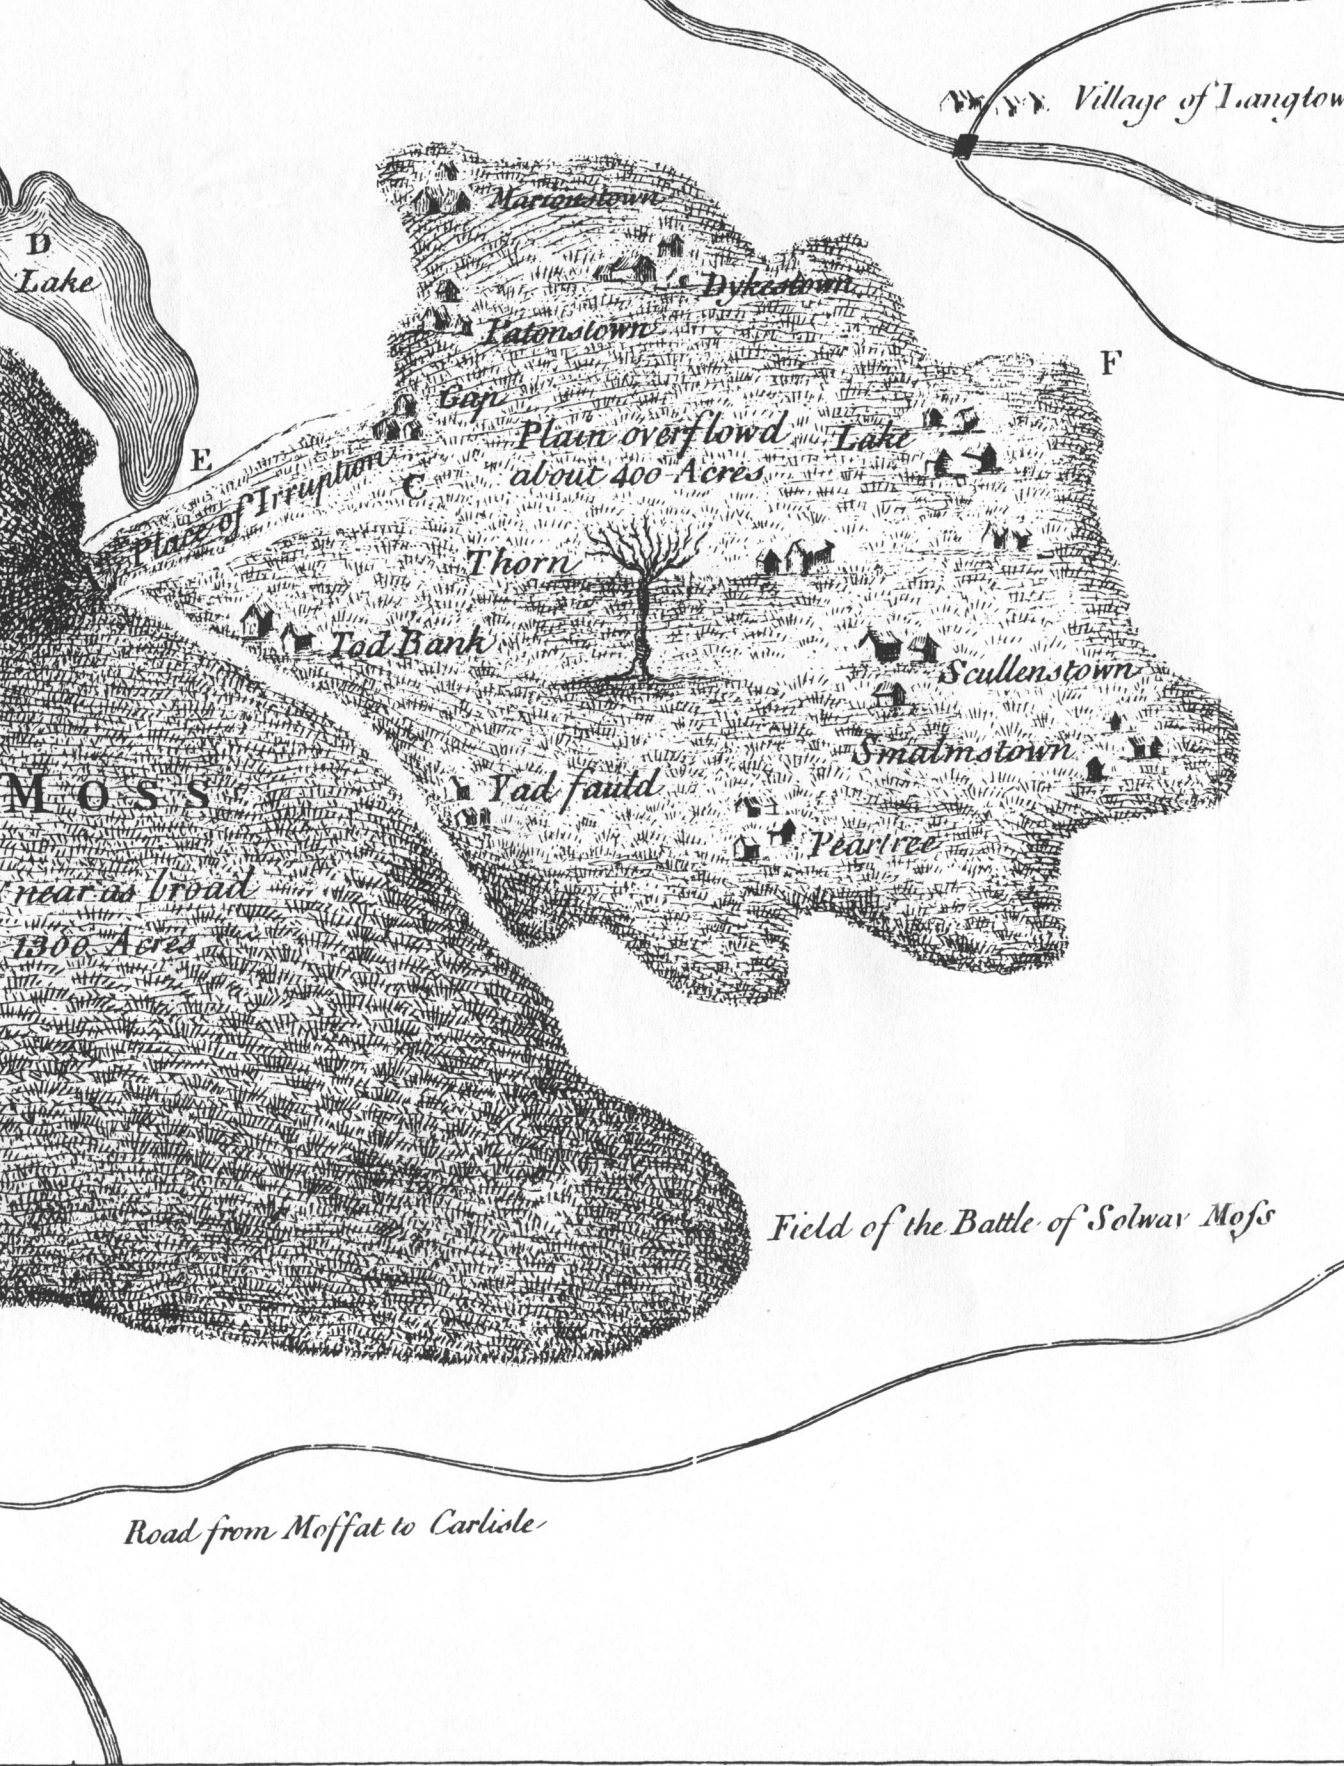 Village of Langtow
Marionstown
D
Lake
Dykestown
Patonstown
F
Gap
Plain overflowd
about 400 Acres
Lake
E
Place of Irruption
C
Thorn
Tod Bank
Scullenstown
Smalmstown
Moss
Yad fauld
Peartree
near as broad
1300 Acres
Field of the Battle of Solway Moſs
Road from Moffat to Carlisle